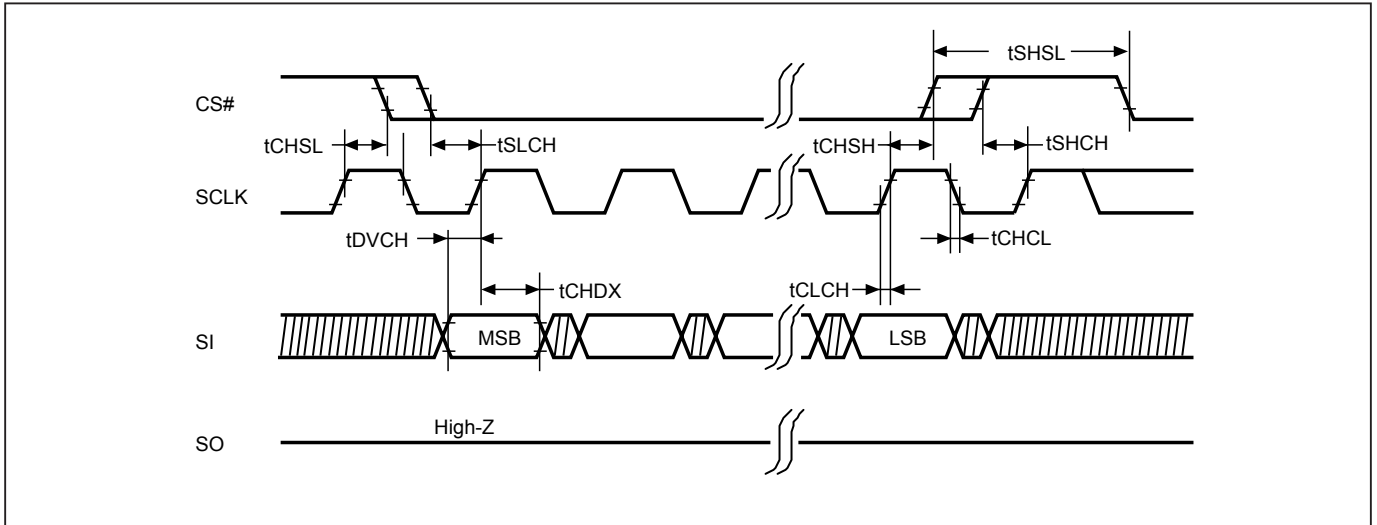 tSHSL
CS#
tCHSL
tSLCH
tCHSH
tSHCH
SCLK
tDVCH
tCHCL
tCHDX
tCLCH
SI
MSB
LSB
High-Z
SO